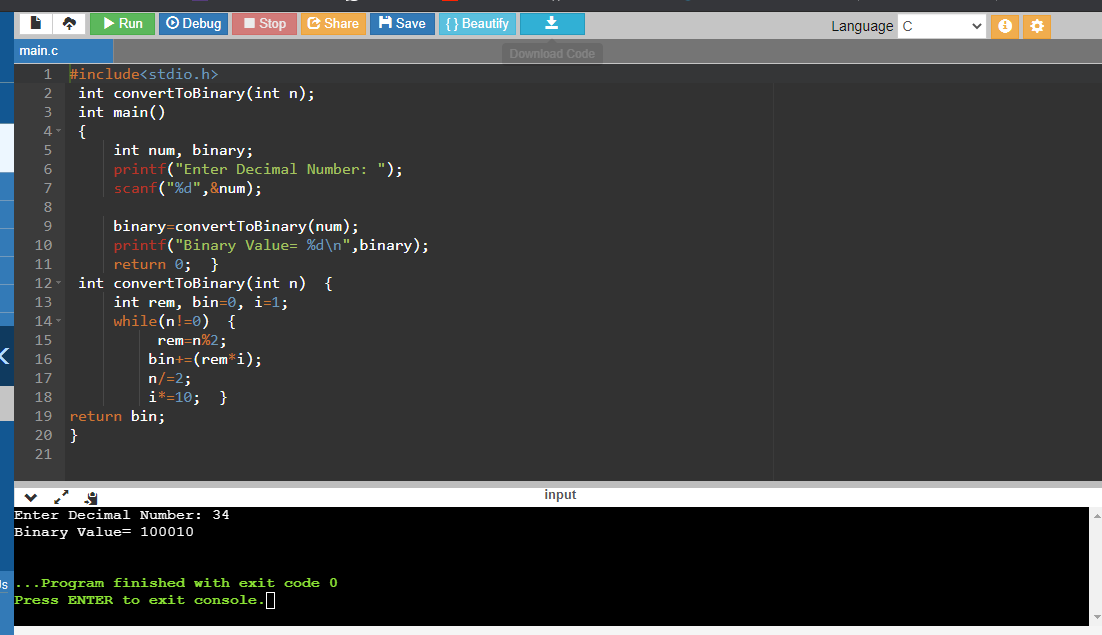 Run Debug Stop Share Save { } Beautify Language C
main.c Download Code
1 #include<stdio.h>
2 int convertToBinary(int n);
3 int main()
4 {
5 int num, binary;
6 printf("Enter Decimal Number: ");
7 scanf("%d",&num);
8
9 binary=convertToBinary(num);
10 printf("Binary Value= %d\n",binary);
11 return 0;  }
12 int convertToBinary(int n)  {
13 int rem, bin=0, i=1;
14 while(n!=0)  {
15 rem=n%2;
16 bin+=(rem*i);
17 n/=2;
18 i*=10;  }
19 return bin;
20 }
21
input
Enter Decimal Number: 34
Binary Value= 100010
...Program finished with exit code 0
Press ENTER to exit console.